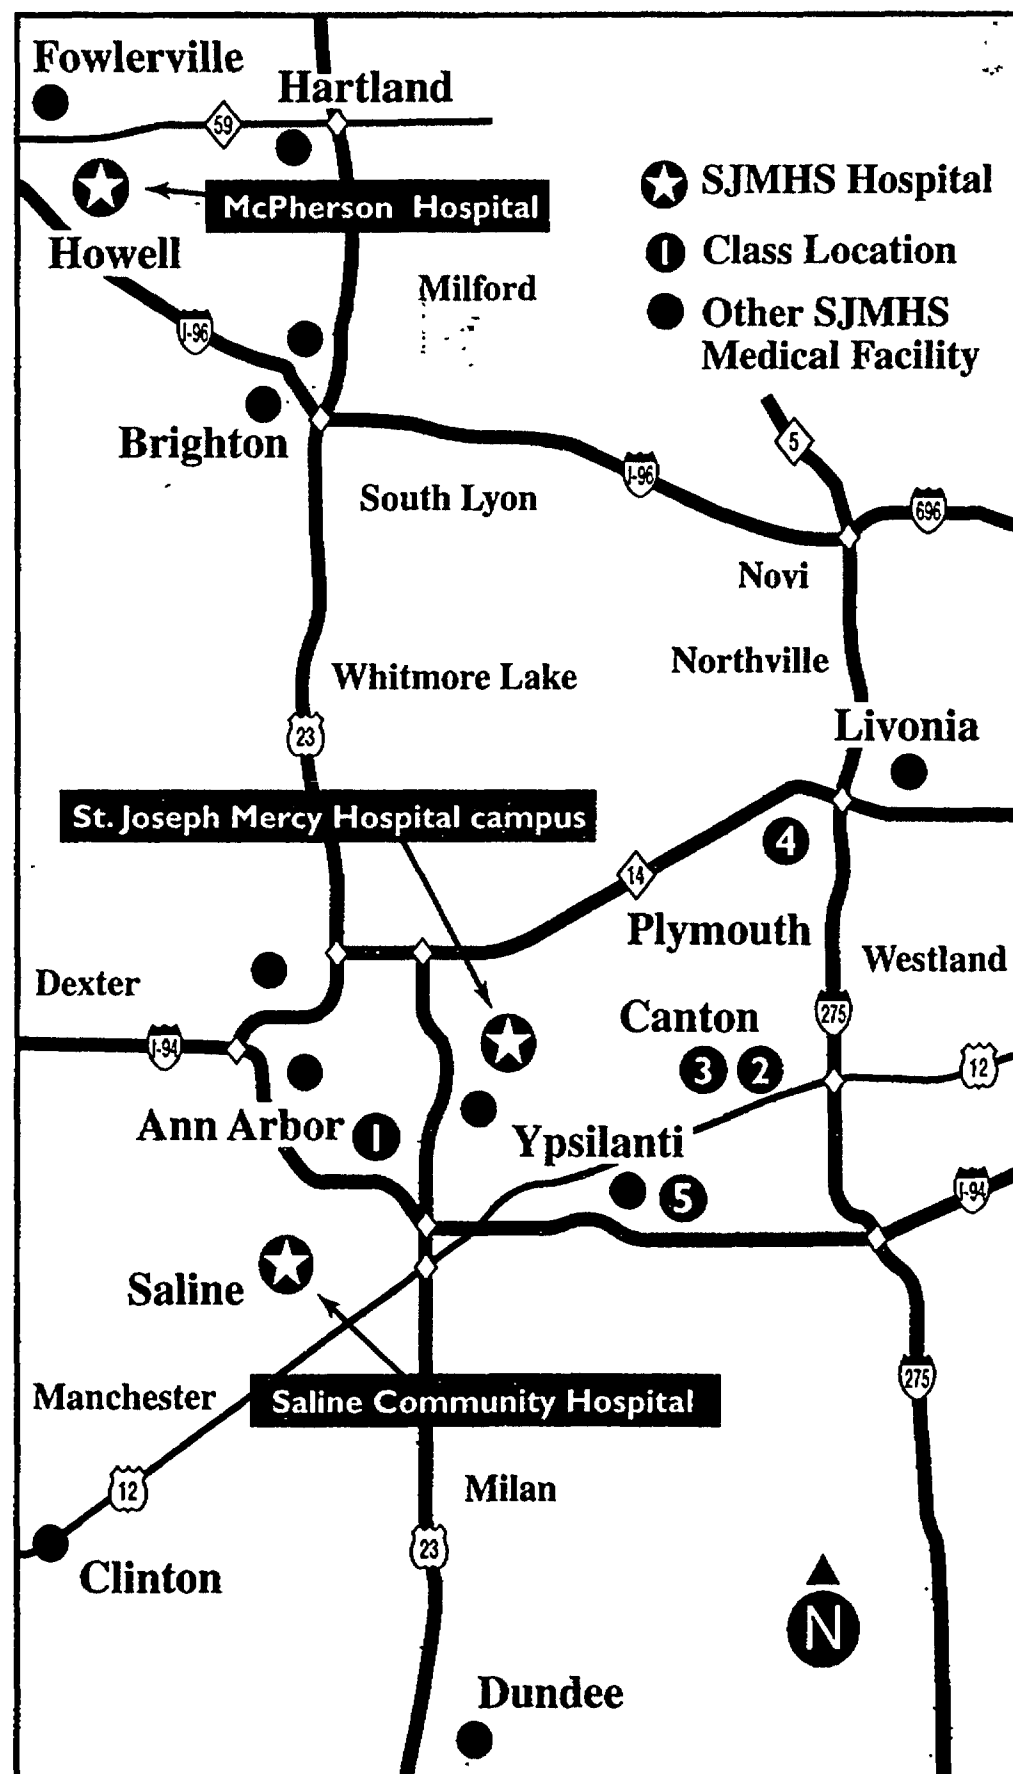 Fowlerville
Hartland
59
McPherson Hospital
SJMHS Hospital
Howell
1 Class Location
Milford
Other SJMHS
Medical Facility
I-96
Brighton
5
I-96
South Lyon
696
Novi
Northville
Whitmore Lake
Livonia
23
St. Joseph Mercy Hospital campus
4
14
Plymouth
Westland
Dexter
Canton
275
I-94
3 2
12
Ann Arbor 1
Ypsilanti
5
I-94
Saline
275
Manchester
Saline Community Hospital
12
Milan
23
Clinton
N
Dundee